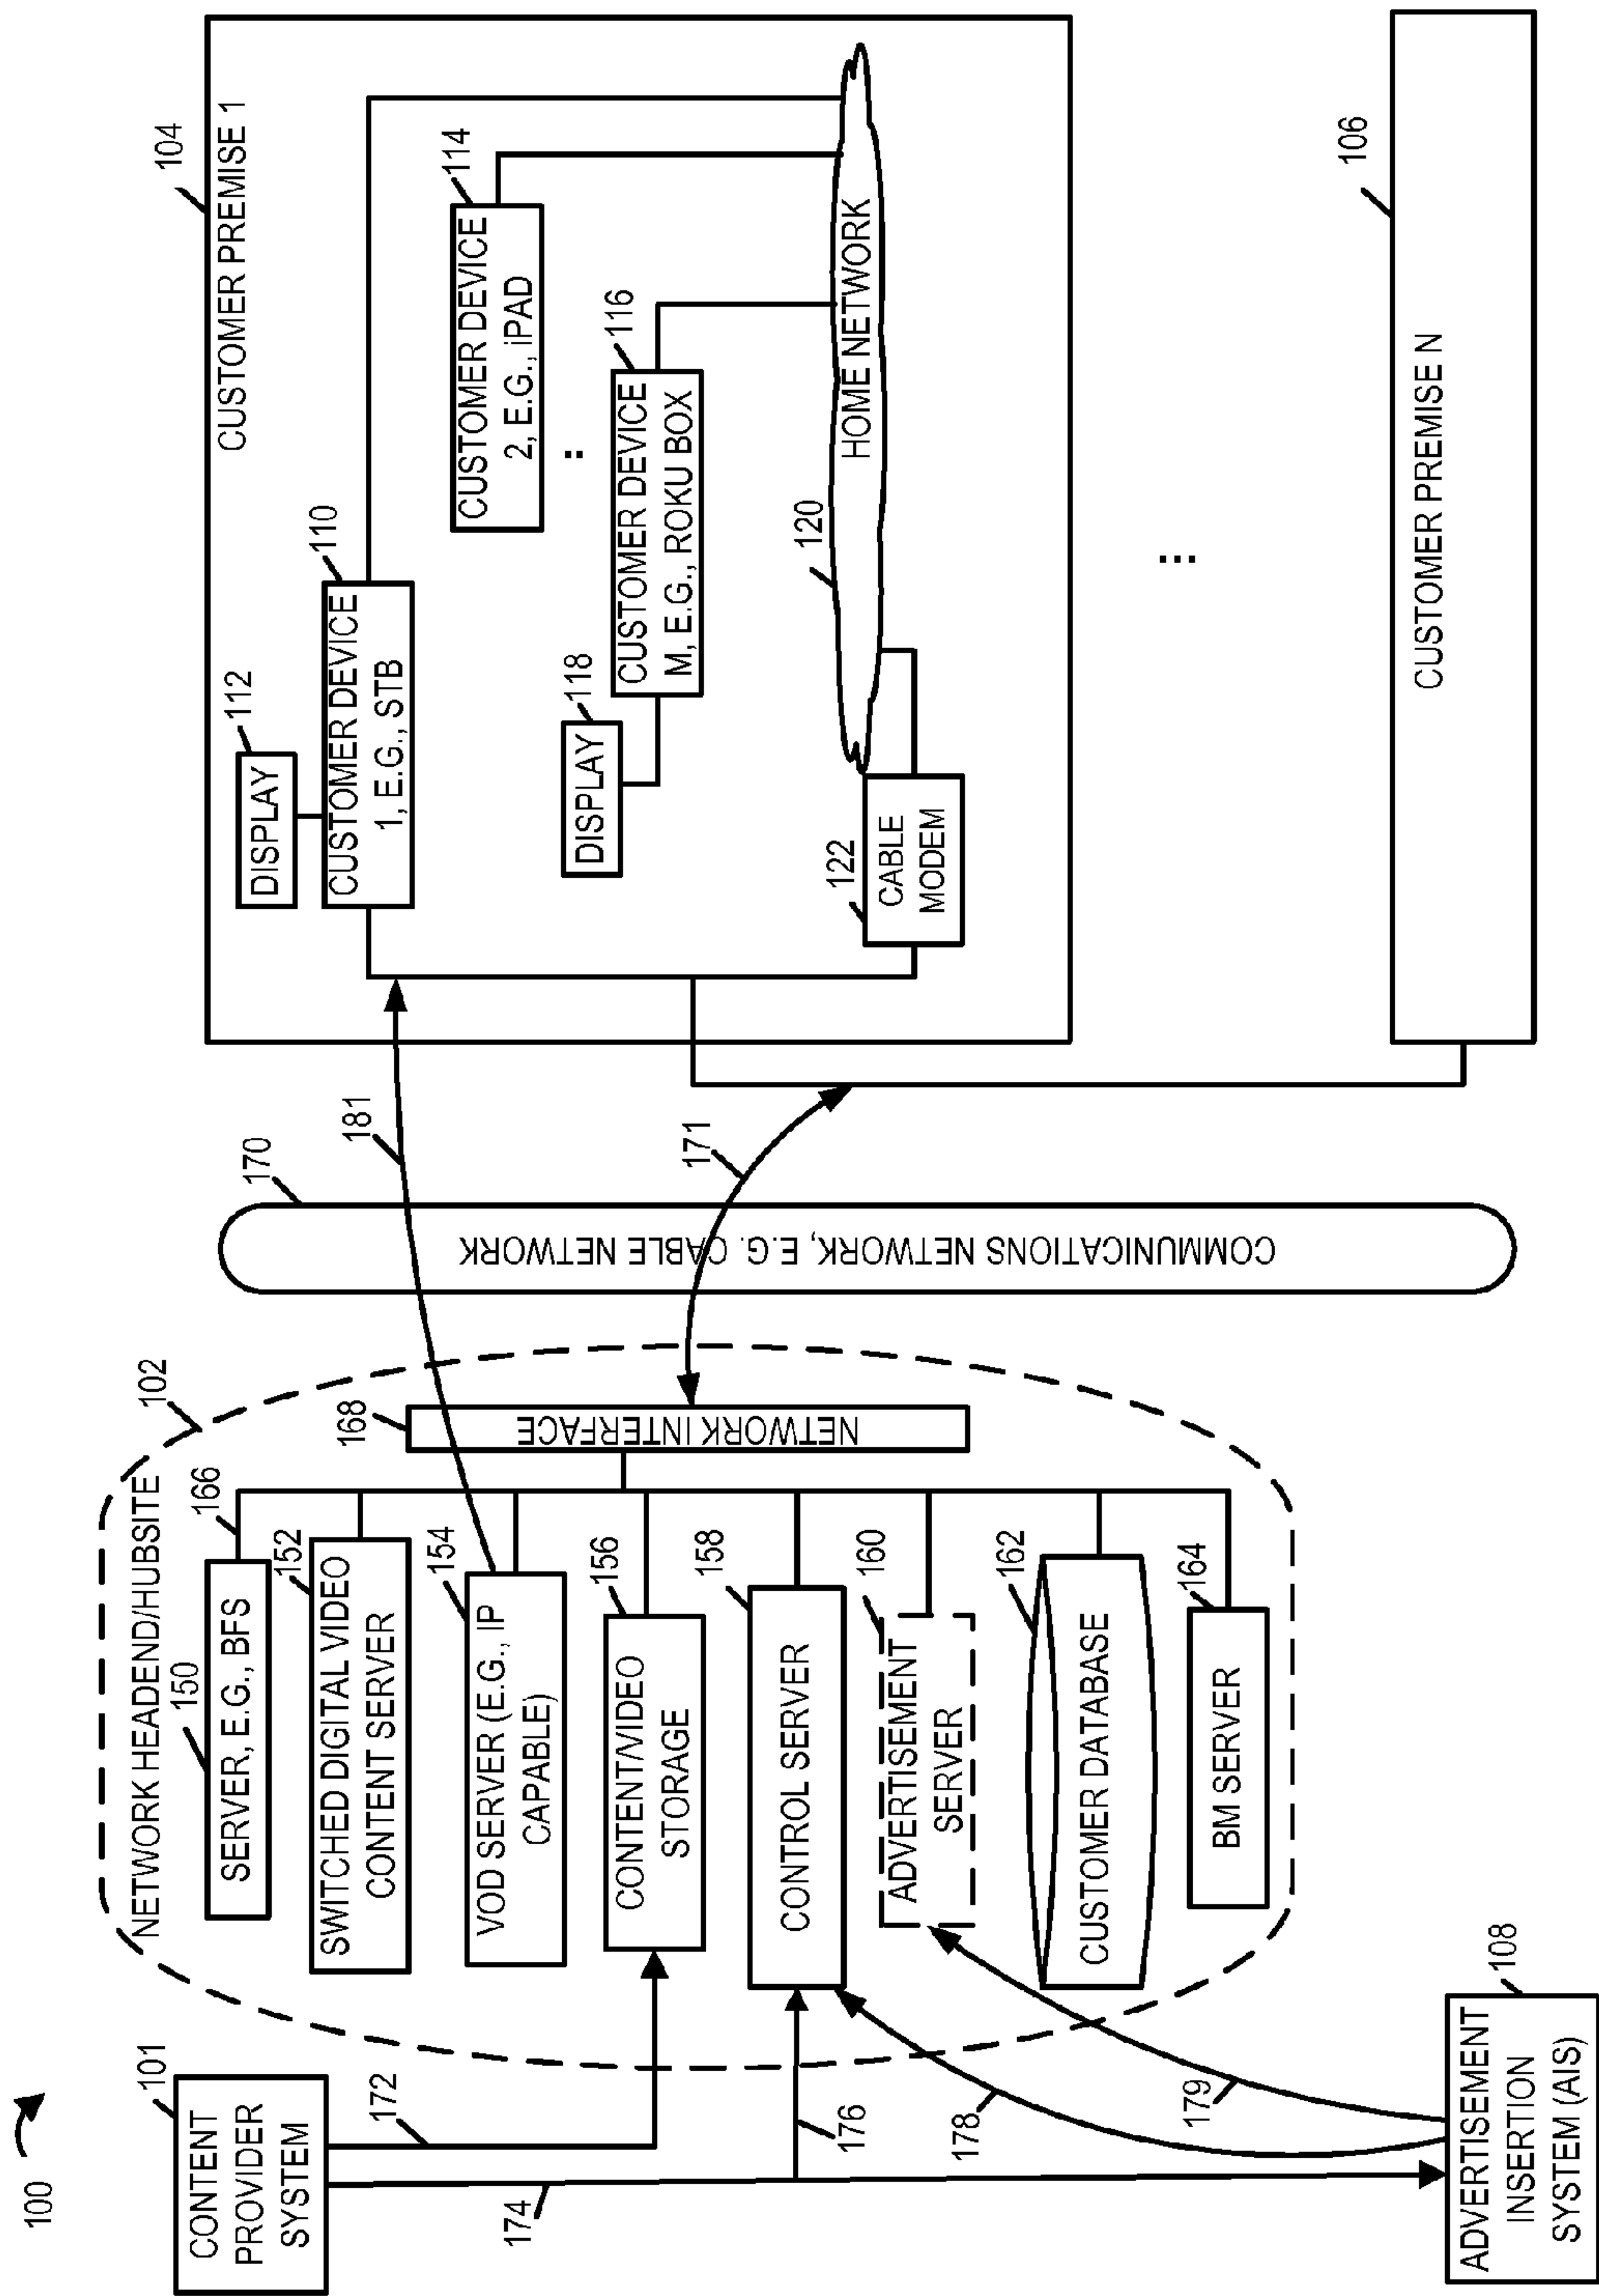 100
CONTENT
PROVIDER
SYSTEM
101
172
174
176
178
179
ADVERTISEMENT
INSERTION
SYSTEM (AIS)
108
NETWORK HEADEND/HUBSITE
102
150
SERVER, E.G., BFS
166
152
SWITCHED DIGITAL VIDEO
CONTENT SERVER
154
VOD SERVER (E.G., IP
CAPABLE)
156
CONTENT/VIDEO
STORAGE
158
CONTROL SERVER
160
ADVERTISEMENT
SERVER
162
CUSTOMER DATABASE
164
BM SERVER
168
NETWORK INTERFACE
170
COMMUNICATIONS NETWORK, E.G. CABLE NETWORK
181
171
104
CUSTOMER PREMISE 1
112
DISPLAY
110
CUSTOMER DEVICE
1, E.G., STB
114
CUSTOMER DEVICE
2, E.G., iPAD
:
116
CUSTOMER DEVICE
M, E.G., ROKU BOX
118
DISPLAY
120
HOME NETWORK
122
CABLE
MODEM
...
106
CUSTOMER PREMISE N